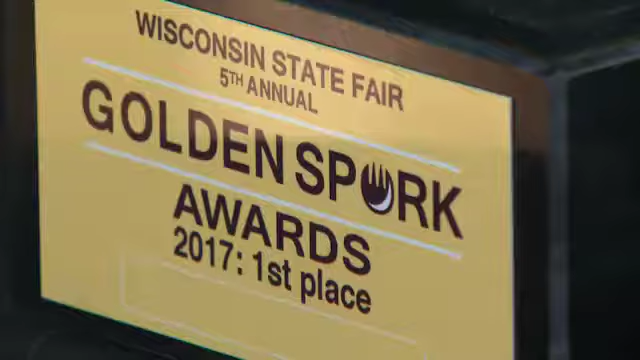 WISCONSIN STATE FAIR
5TH ANNUAL
GOLDEN SPORK
AWARDS
2017: 1st place